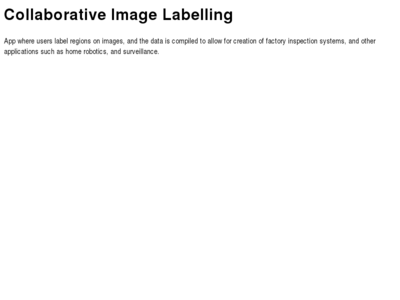 Collaborative Image Labelling
App where users label regions on images, and the data is compiled to allow for creation of factory inspection systems, and other
applications such as home robotics, and surveillance.